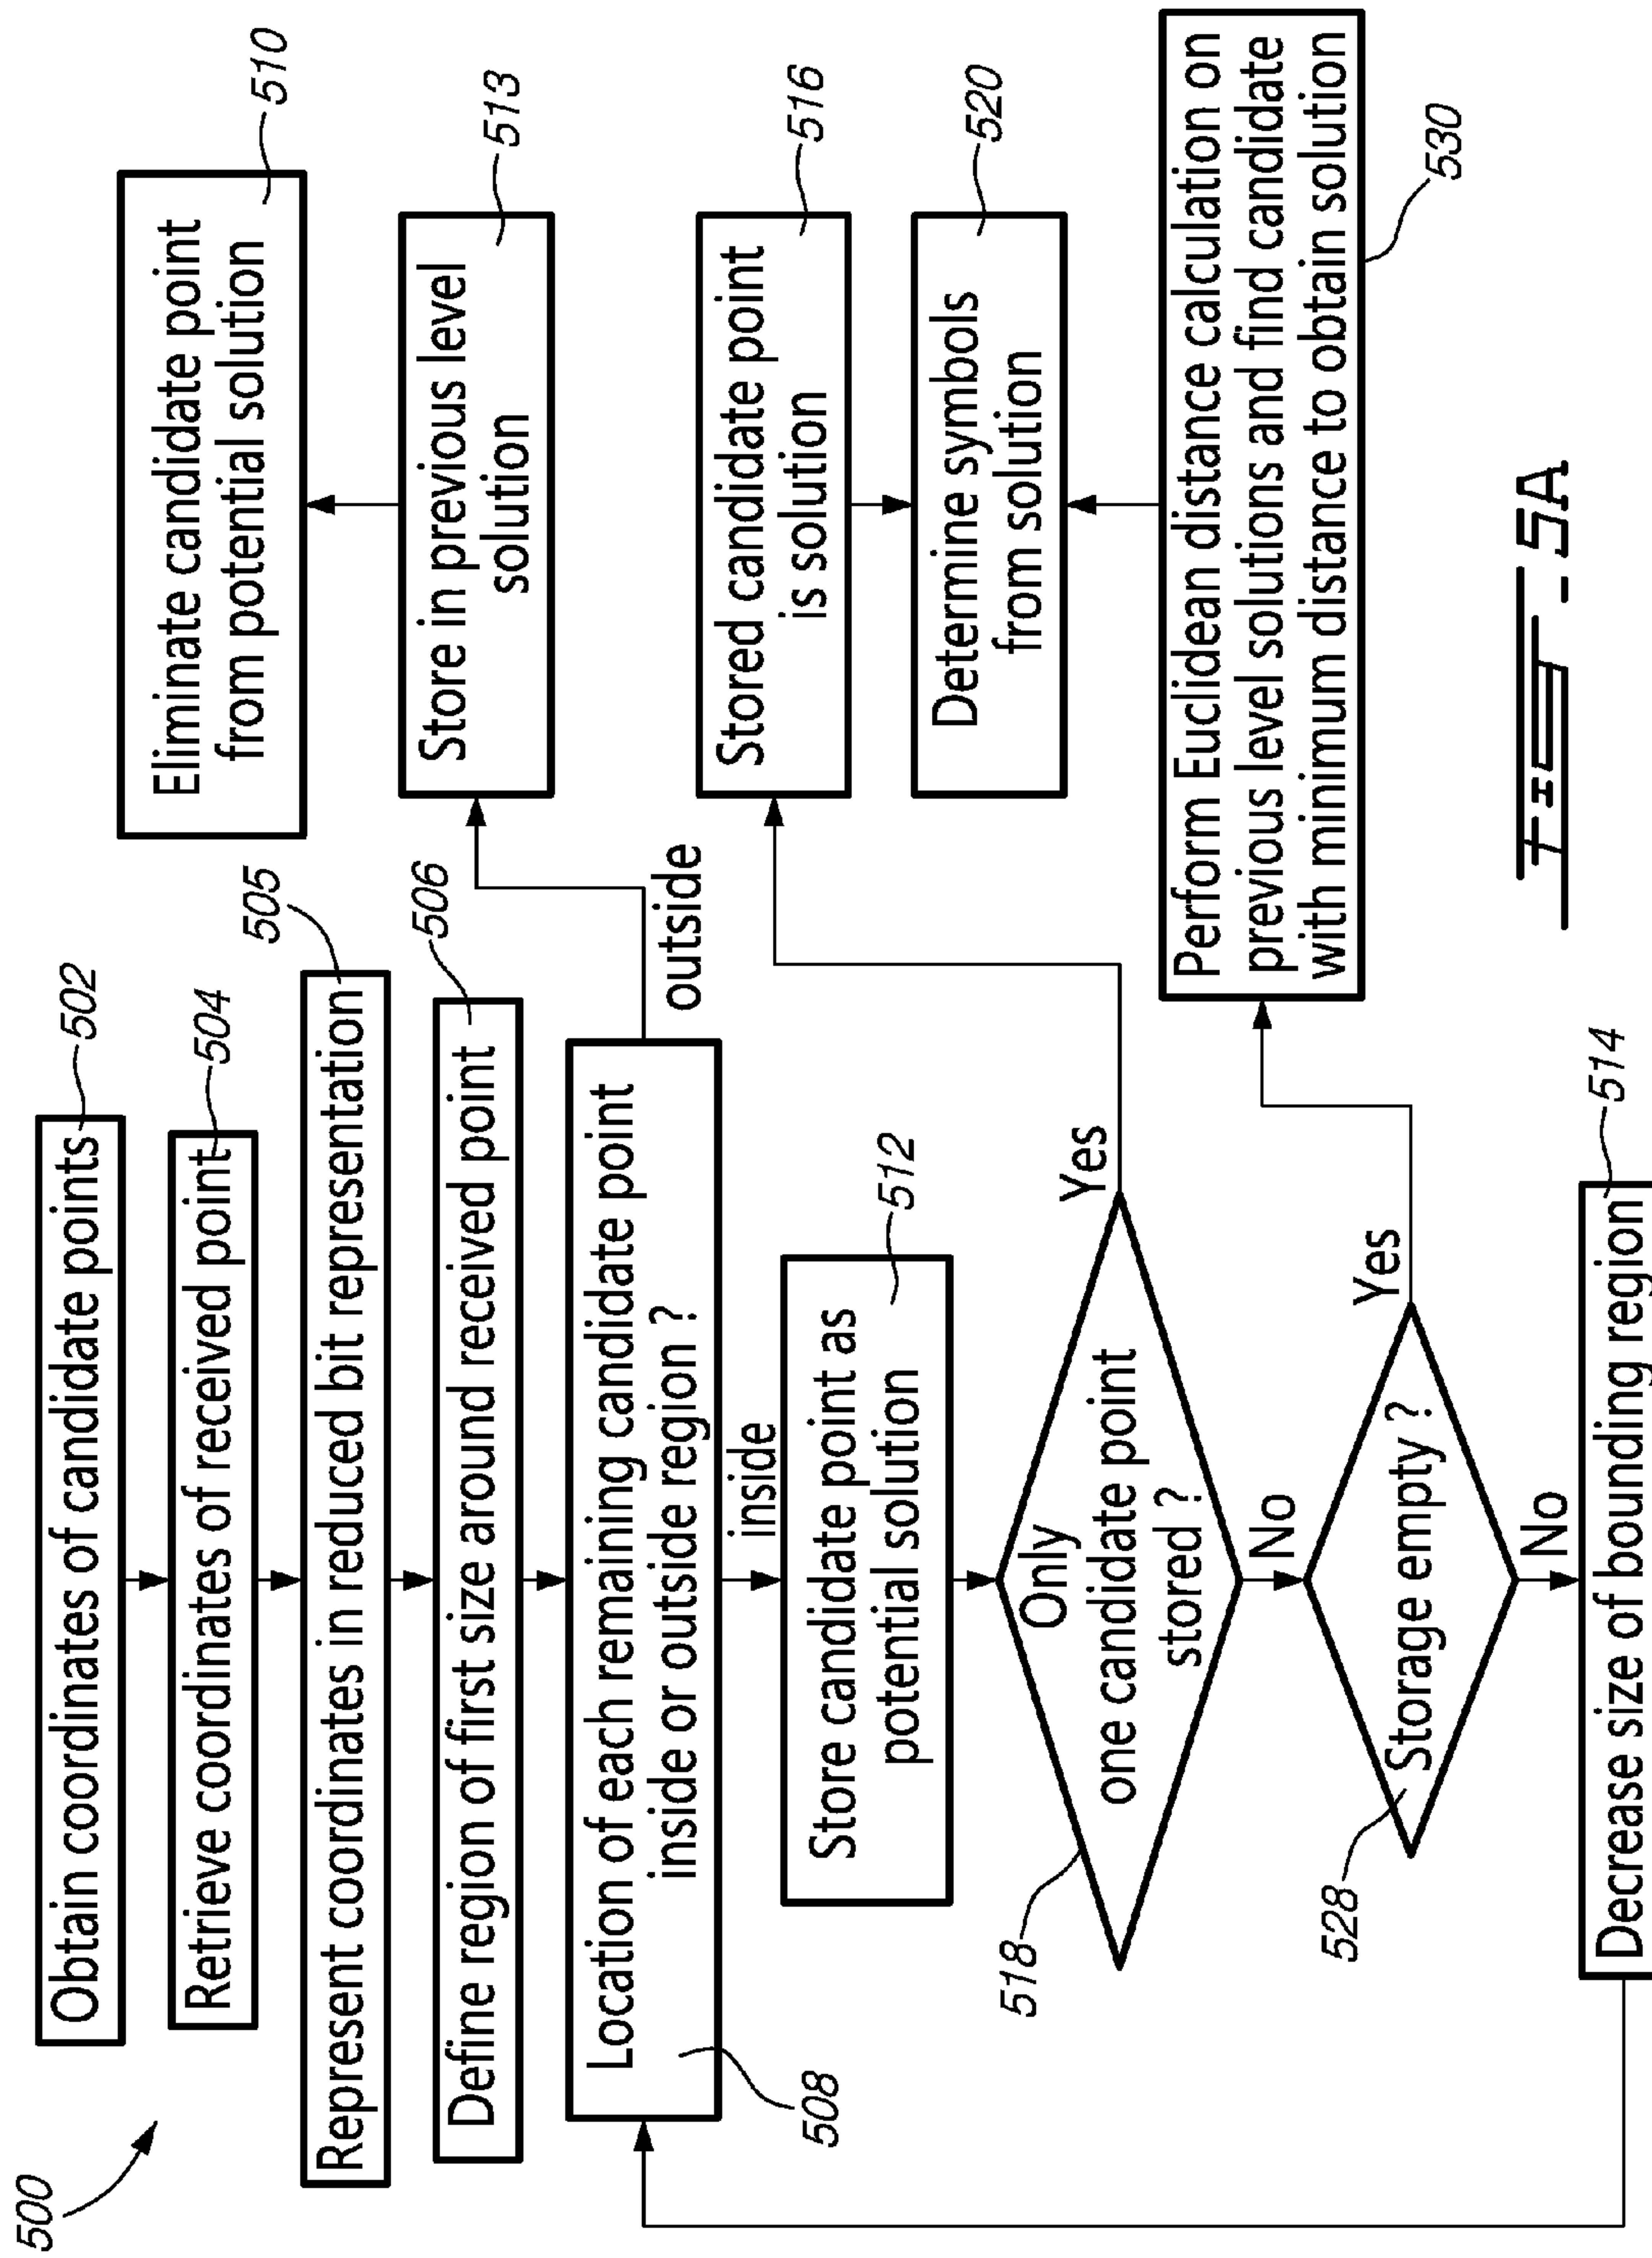 500
Obtain coordinates of candidate points
502
Retrieve coordinates of received point
504
Represent coordinates in reduced bit representation
505
Define region of first size around received point
506
Location of each remaining candidate point
inside or outside region ?
508
outside
inside
Eliminate candidate point
from potential solution
510
Store in previous level
solution
513
Store candidate point as
potential solution
512
Only
one candidate point
stored ?
518
Yes
No
Stored candidate point
is solution
516
Determine symbols
from solution
520
Storage empty ?
528
Yes
No
Perform Euclidean distance calculation on
previous level solutions and find candidate
with minimum distance to obtain solution
530
Decrease size of bounding region
514
FIG-5A